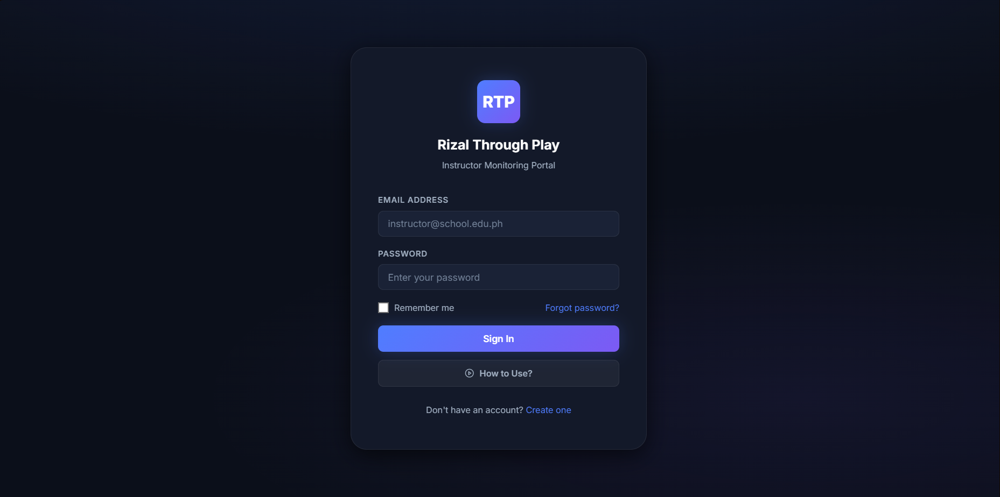 RTP
Rizal Through Play
Instructor Monitoring Portal
EMAIL ADDRESS
instructor@school.edu.ph
PASSWORD
Enter your password
Remember me
Forgot password?
Sign In
How to Use?
Don't have an account? Create one